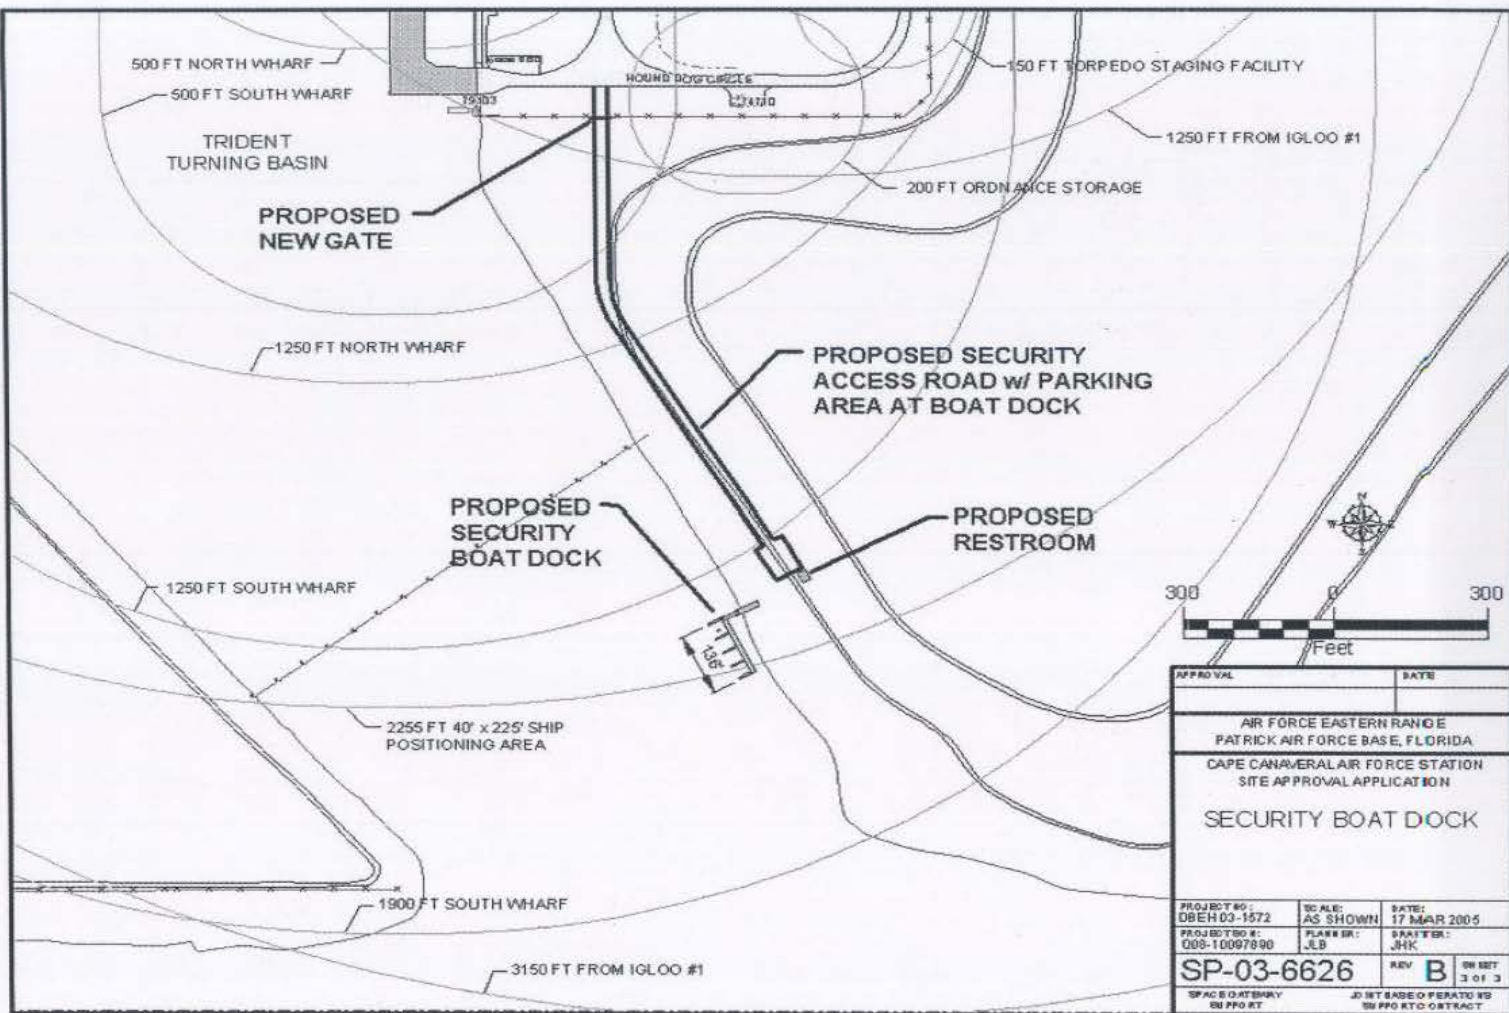 500 FT NORTH WHARF
500 FT SOUTH WHARF
TRIDENT
TURNING BASIN
79303
HOUND DOG CIRCLE
150 FT TORPEDO STAGING FACILITY
1250 FT FROM IGLOO #1
200 FT ORDNANCE STORAGE
PROPOSED
NEW GATE
1250 FT NORTH WHARF
PROPOSED SECURITY
ACCESS ROAD w/ PARKING
AREA AT BOAT DOCK
PROPOSED
SECURITY
BOAT DOCK
PROPOSED
RESTROOM
N
1250 FT SOUTH WHARF
136'
300 0 300
Feet
2255 FT 40' x 225' SHIP
POSITIONING AREA
1900 FT SOUTH WHARF
3150 FT FROM IGLOO #1
APPROVAL DATE
AIR FORCE EASTERN RANGE
PATRICK AIR FORCE BASE, FLORIDA
CAPE CANAVERAL AIR FORCE STATION
SITE APPROVAL APPLICATION
SECURITY BOAT DOCK
PROJECT NO: SCALE: DATE:
DBEH03-1572 AS SHOWN 17 MAR 2005
PLANNER: DRAFTER:
JLB JHK
SP-03-6626 REV B SHEET 3 OF 3
SPACE GATEWAY SUPPORT
JOINT BASE OPERATIONS SUPPORT CONTRACT